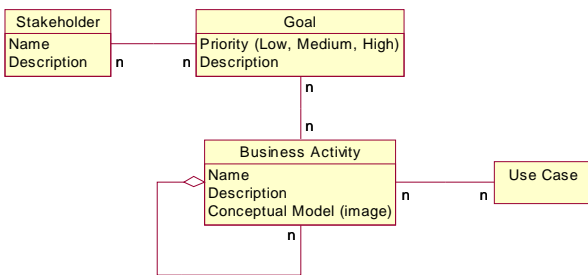 Stakeholder
Name
Description
n
n
Goal
Priority (Low, Medium, High)
Description
n
n
Business Activity
Name
Description
Conceptual Model (image)
n
n
n
Use Case